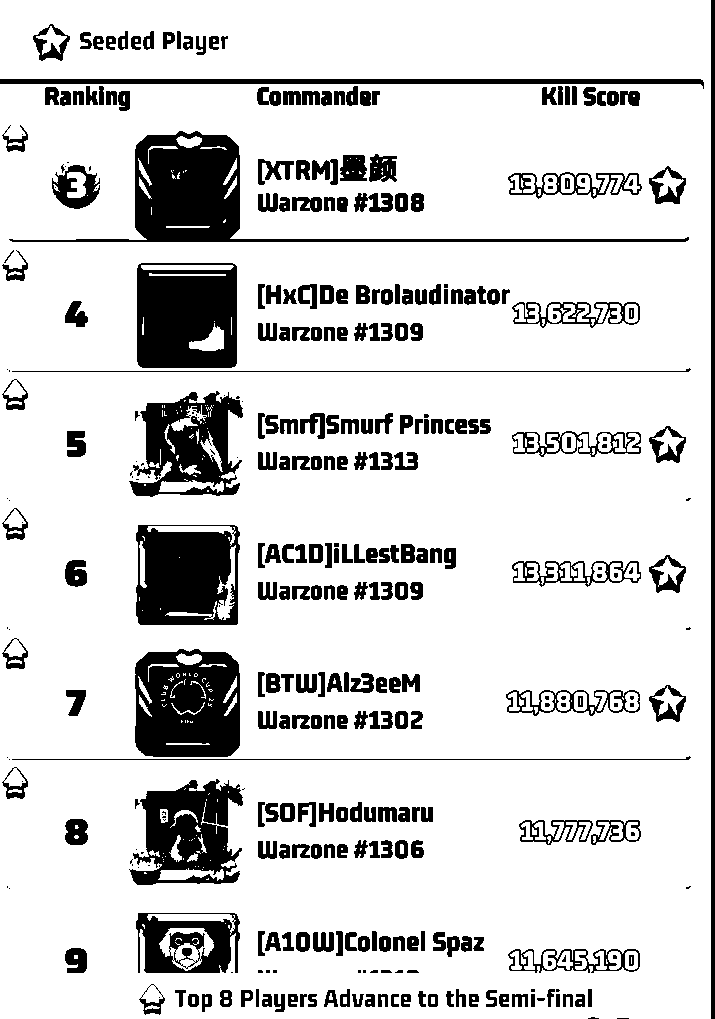 Seeded Player
Ranking Commander Kill Score
3 [XTRM]墨颜 13,809,774
Warzone #1308
4 [HxC]De Brolaudinator 13,622,730
Warzone #1309
5 [Smrf]Smurf Princess 13,501,812
Warzone #1313
6 [AC1D]iLLestBang 13,311,864
Warzone #1309
7 [BTW]Alz3eeM 11,880,768
Warzone #1302
8 [SOF]Hodumaru 11,777,736
Warzone #1306
9 [A10W]Colonel Spaz 11,645,190
Top 8 Players Advance to the Semi-final